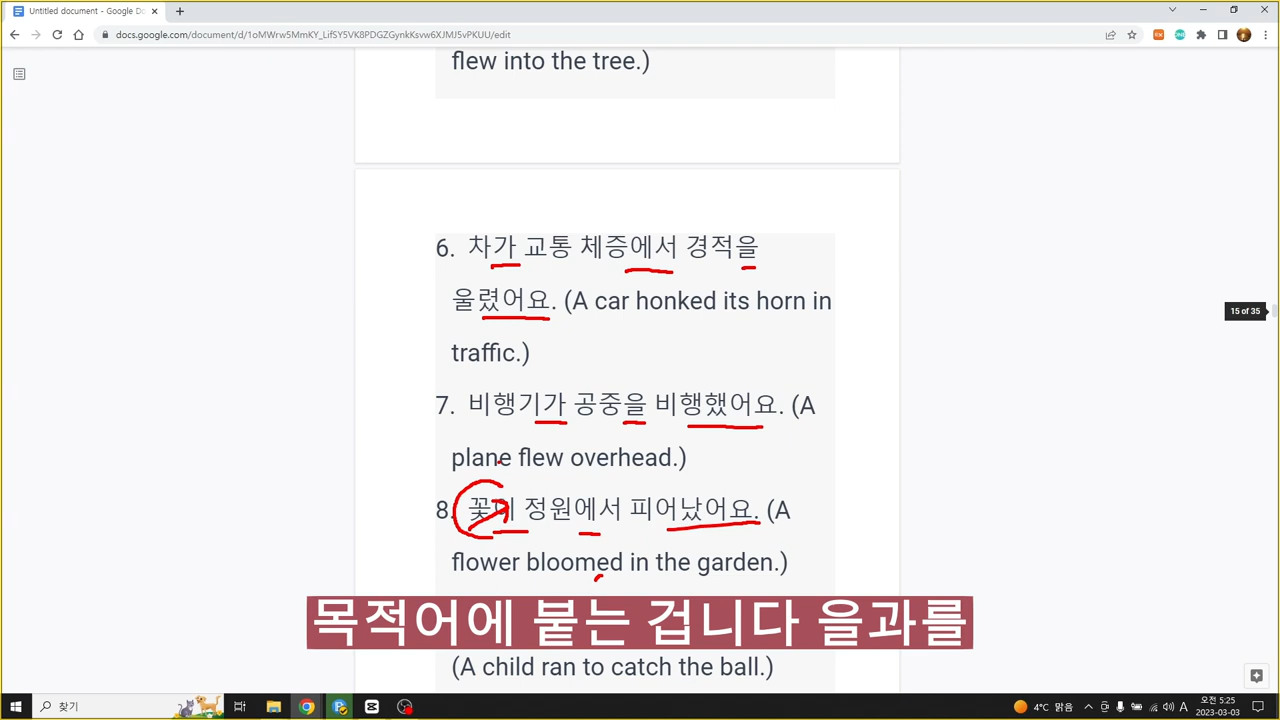 Untitled document - Google Do
docs.google.com/document/d/1oMWrw5MmKY_LifSY5VK8PDGZGynkKsvw6XJMJ5vPKUU/edit
flew into the tree.)
6. 차가 교통 체증에서 경적을
울렸어요. (A car honked its horn in
traffic.)
15 of 35
7. 비행기가 공중을 비행했어요. (A
plane flew overhead.)
8. 꽃이 정원에서 피어났어요. (A
flower bloomed in the garden.)
목적어에 붙는 겁니다 을과를
(A child ran to catch the ball.)
찾기
4°C 맑음
A
오전 5:25
2023-03-03